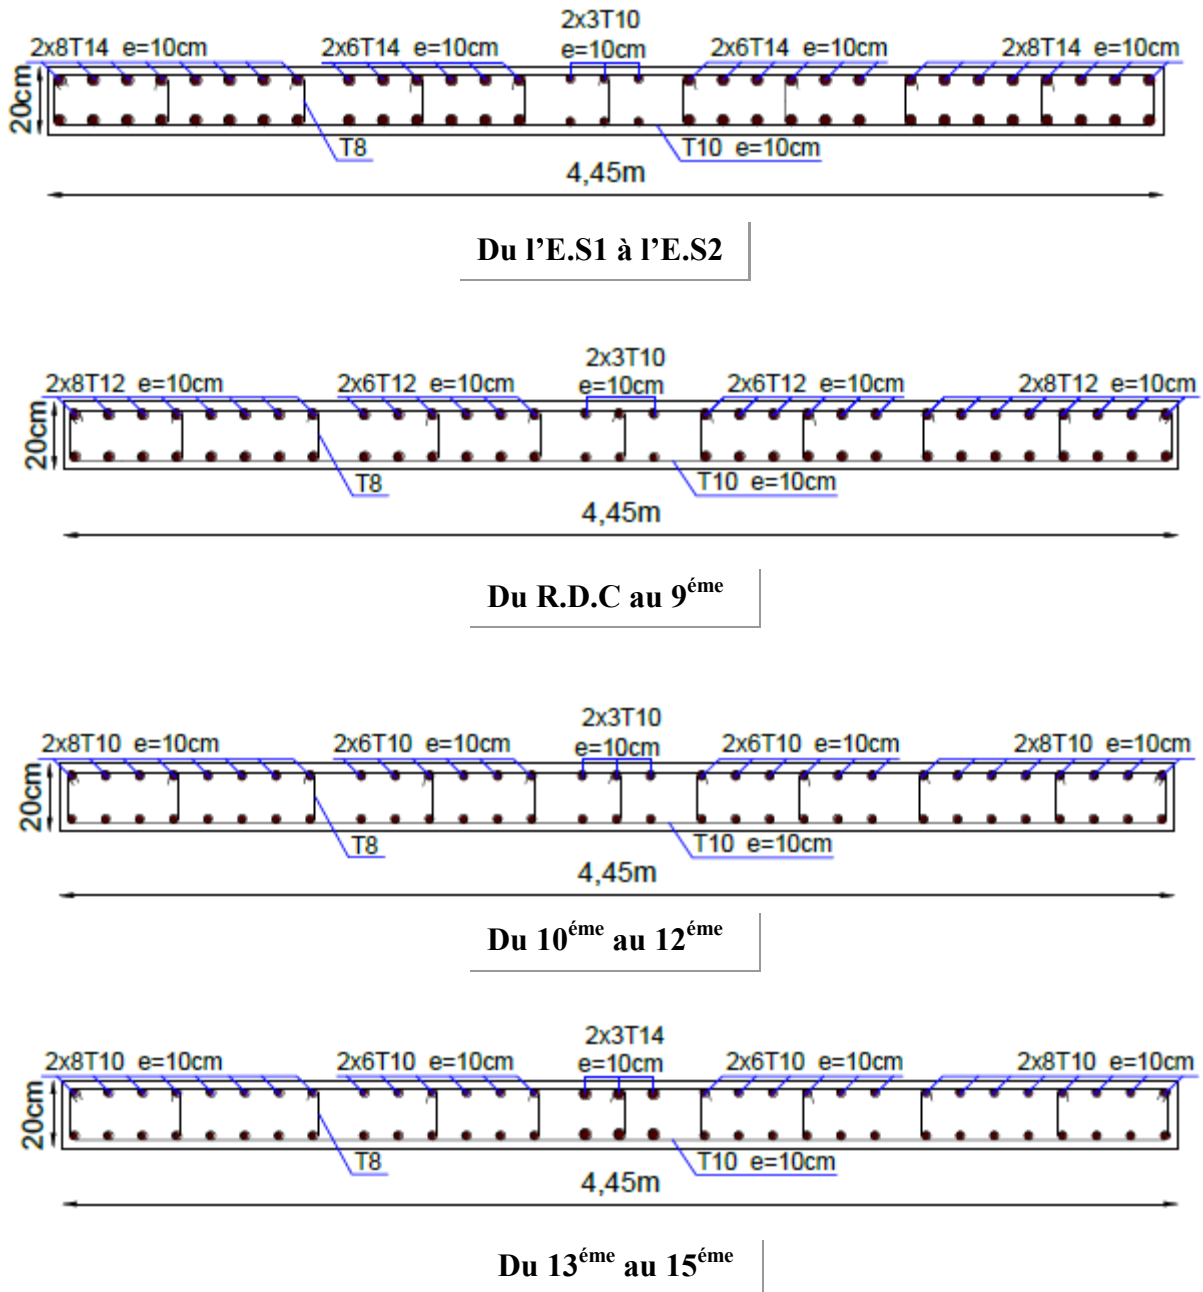 2x3T10
2x8T14 e=10cm 2x6T14 e=10cm e=10cm 2x6T14 e=10cm 2x8T14 e=10cm
20cm
T8 T10 e=10cm
4,45m
Du l’E.S1 à l’E.S2
2x3T10
2x8T12 e=10cm 2x6T12 e=10cm e=10cm 2x6T12 e=10cm 2x8T12 e=10cm
20cm
T8 T10 e=10cm
4,45m
Du R.D.C au 9éme
2x3T10
2x8T10 e=10cm 2x6T10 e=10cm e=10cm 2x6T10 e=10cm 2x8T10 e=10cm
20cm
T8 T10 e=10cm
4,45m
Du 10éme au 12éme
2x3T14
2x8T10 e=10cm 2x6T10 e=10cm e=10cm 2x6T10 e=10cm 2x8T10 e=10cm
20cm
T8 T10 e=10cm
4,45m
Du 13éme au 15éme